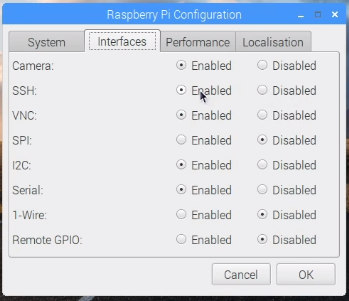 Raspberry Pi Configuration
System Interfaces Performance Localisation
Camera: Enabled Disabled
SSH: Enabled Disabled
VNC: Enabled Disabled
SPI: Enabled Disabled
I2C: Enabled Disabled
Serial: Enabled Disabled
1-Wire: Enabled Disabled
Remote GPIO: Enabled Disabled
Cancel OK